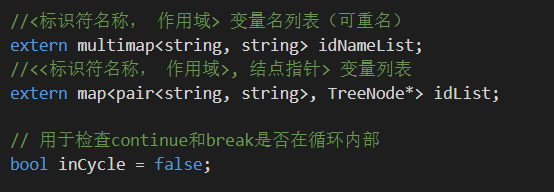 //<标识符名称， 作用域> 变量名列表（可重名）
extern multimap<string, string> idNameList;
//<<标识符名称， 作用域>, 结点指针> 变量列表
extern map<pair<string, string>, TreeNode*> idList;
// 用于检查continue和break是否在循环内部
bool inCycle = false;